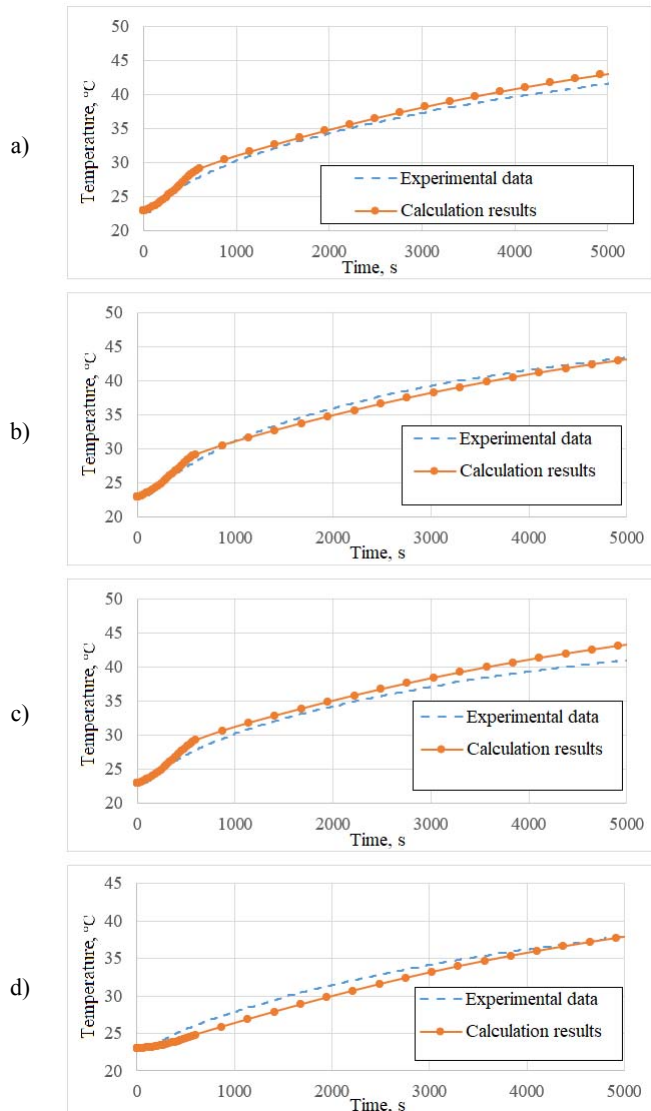 a)
Temperature, °C
50
45
40
35
30
25
20
0 1000 2000 3000 4000 5000
Time, s
Experimental data
Calculation results
b)
Temperature, °C
50
45
40
35
30
25
20
0 1000 2000 3000 4000 5000
Time, s
Experimental data
Calculation results
c)
Temperature, °C
50
45
40
35
30
25
20
0 1000 2000 3000 4000 5000
Time, s
Experimental data
Calculation results
d)
Temperature, °C
45
40
35
30
25
20
0 1000 2000 3000 4000 5000
Time, s
Experimental data
Calculation results